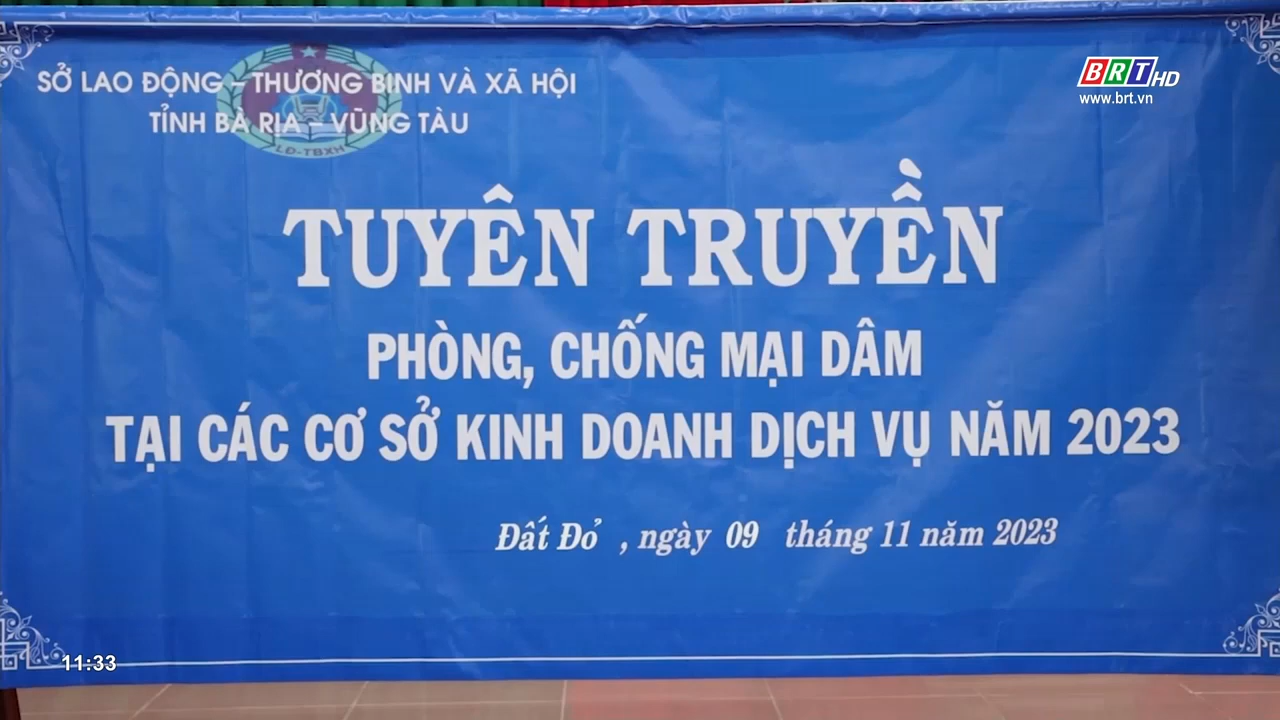 SỞ LAO ĐỘNG – THƯƠNG BINH VÀ XÃ HỘI
TỈNH BÀ RỊA – VŨNG TÀU
LĐ-TBXH
BRT HD
www.brt.vn
TUYÊN TRUYỀN
PHÒNG, CHỐNG MẠI DÂM
TẠI CÁC CƠ SỞ KINH DOANH DỊCH VỤ NĂM 2023
Đất Đỏ , ngày 09 tháng 11 năm 2023
11:33